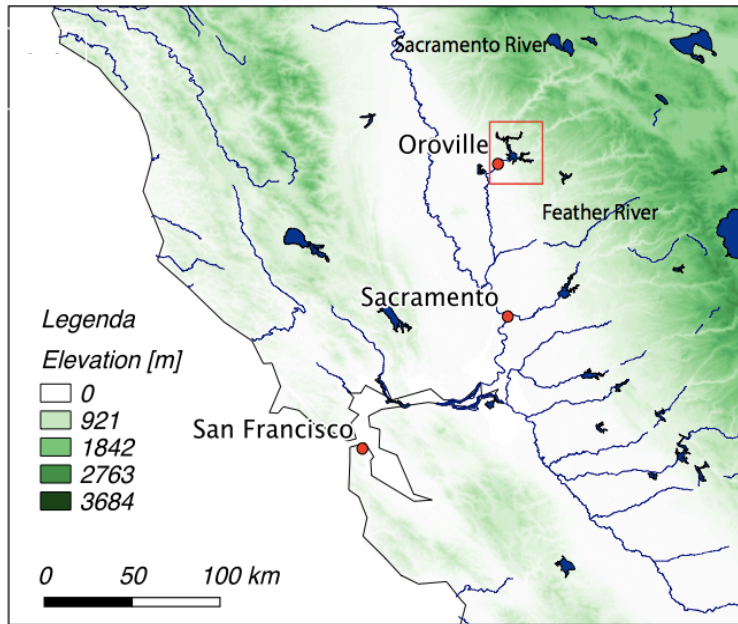 Sacramento River
Oroville
Feather River
Sacramento
Legenda
Elevation [m]
0
921
1842
2763
3684
San Francisco
0 50 100 km